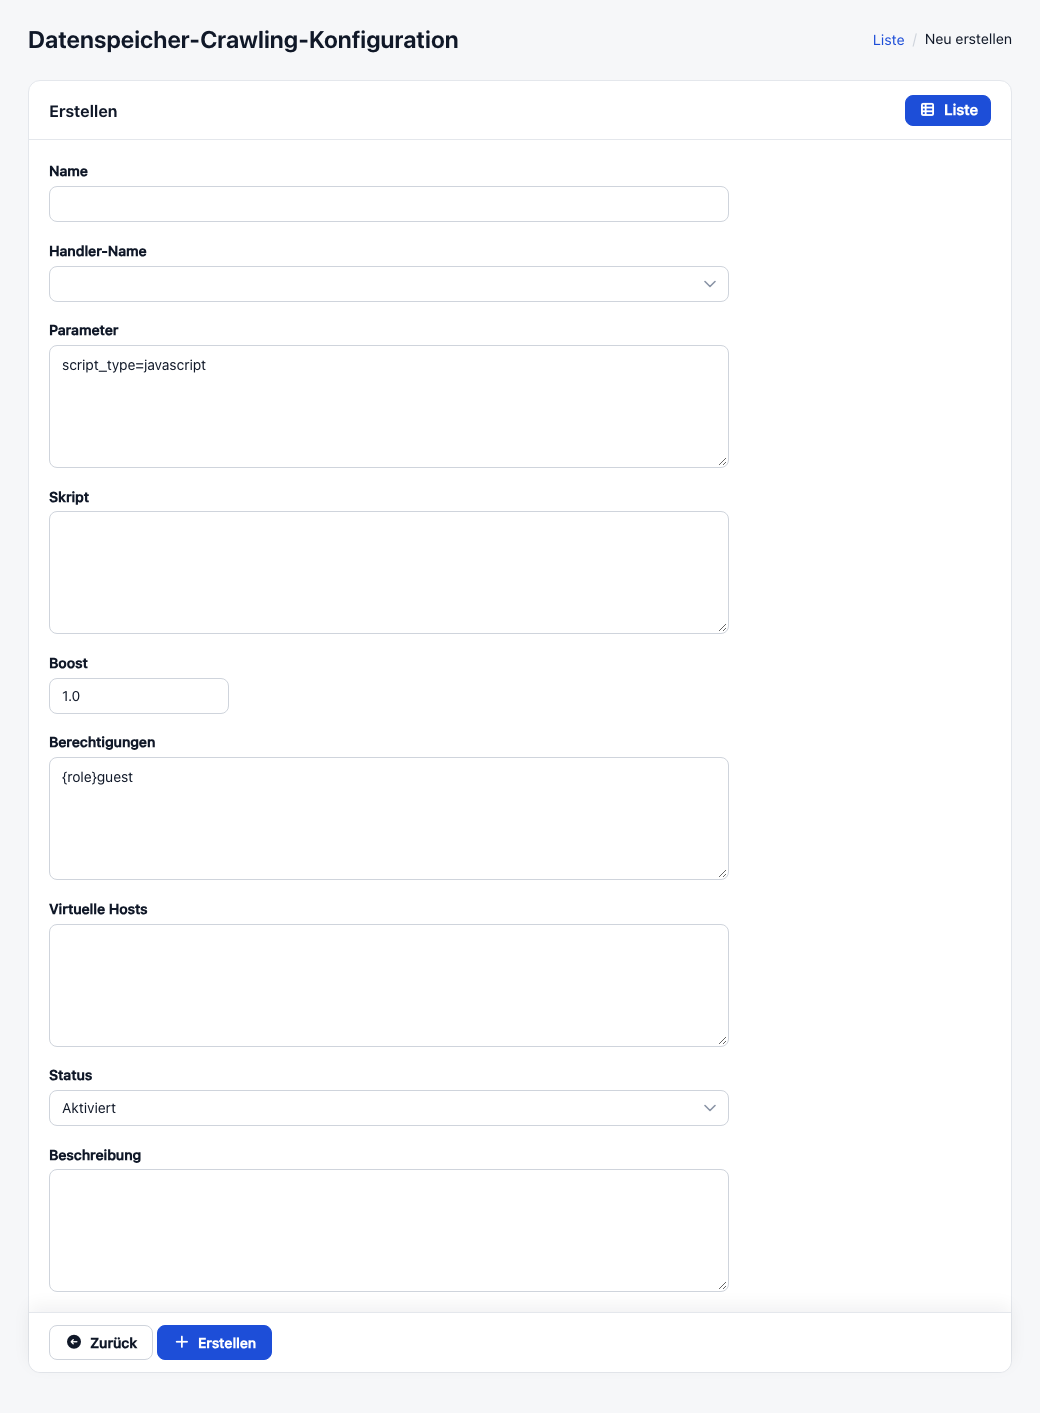 Datenspeicher-Crawling-Konfiguration
Liste / Neu erstellen
Erstellen
Liste
Name
Handler-Name
Parameter
script_type=javascript
Skript
Boost
1.0
Berechtigungen
{role}guest
Virtuelle Hosts
Status
Aktiviert
Beschreibung
Zurück
Erstellen